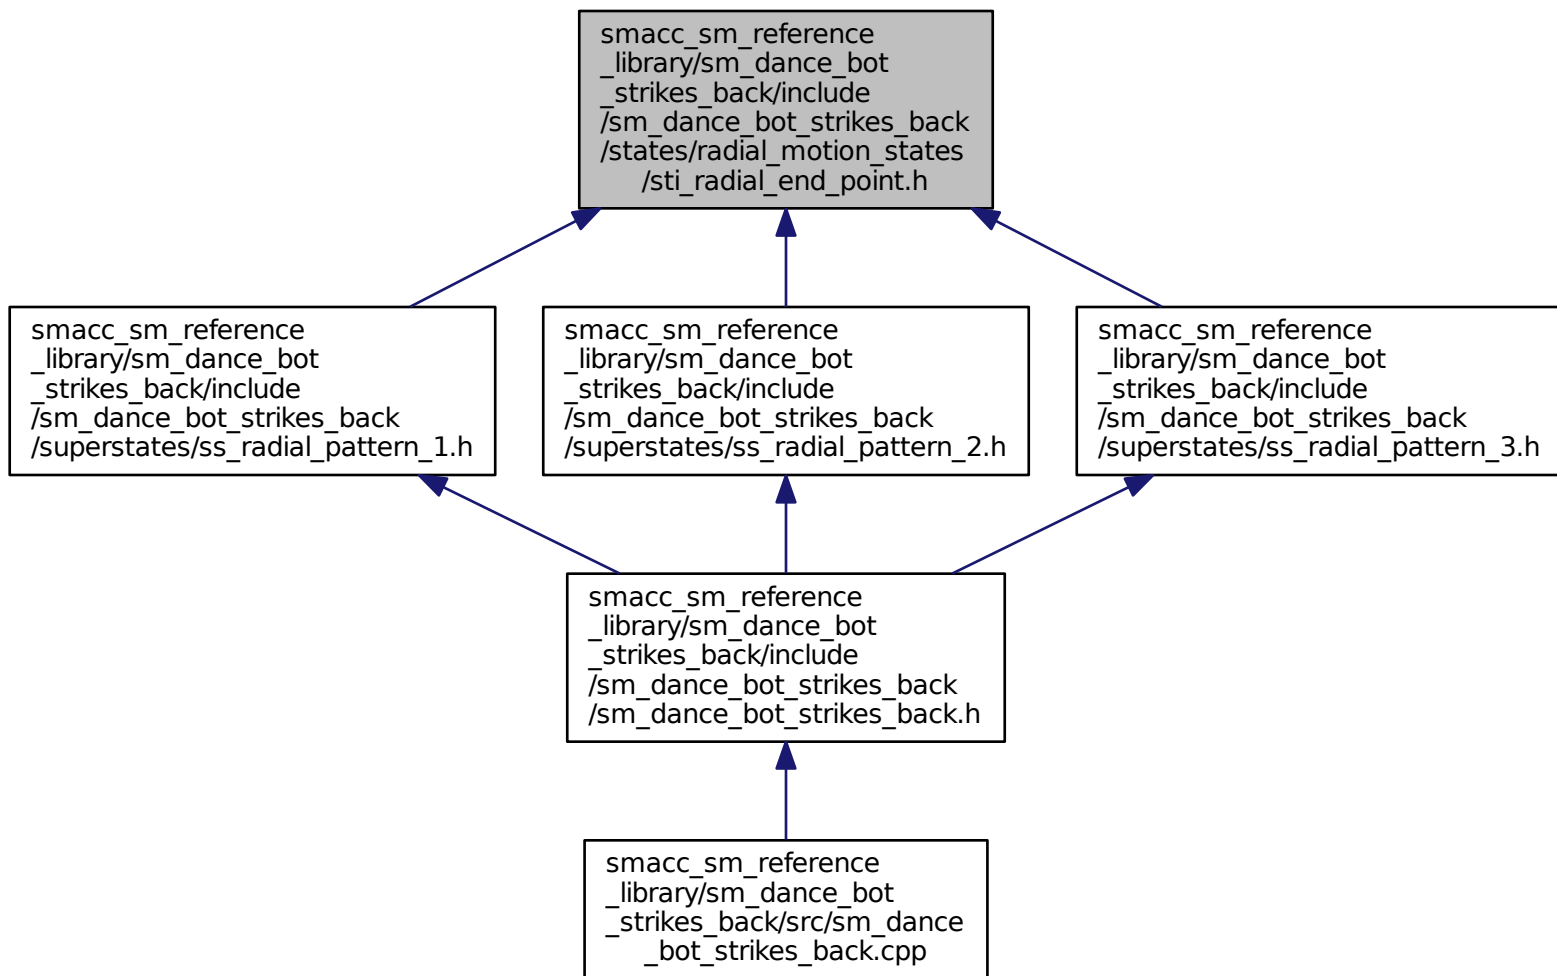 smacc_sm_reference
_library/sm_dance_bot
_strikes_back/include
/sm_dance_bot_strikes_back
/states/radial_motion_states
/sti_radial_end_point.h
smacc_sm_reference
_library/sm_dance_bot
_strikes_back/include
/sm_dance_bot_strikes_back
/superstates/ss_radial_pattern_1.h
smacc_sm_reference
_library/sm_dance_bot
_strikes_back/include
/sm_dance_bot_strikes_back
/superstates/ss_radial_pattern_2.h
smacc_sm_reference
_library/sm_dance_bot
_strikes_back/include
/sm_dance_bot_strikes_back
/superstates/ss_radial_pattern_3.h
smacc_sm_reference
_library/sm_dance_bot
_strikes_back/include
/sm_dance_bot_strikes_back
/sm_dance_bot_strikes_back.h
smacc_sm_reference
_library/sm_dance_bot
_strikes_back/src/sm_dance
_bot_strikes_back.cpp